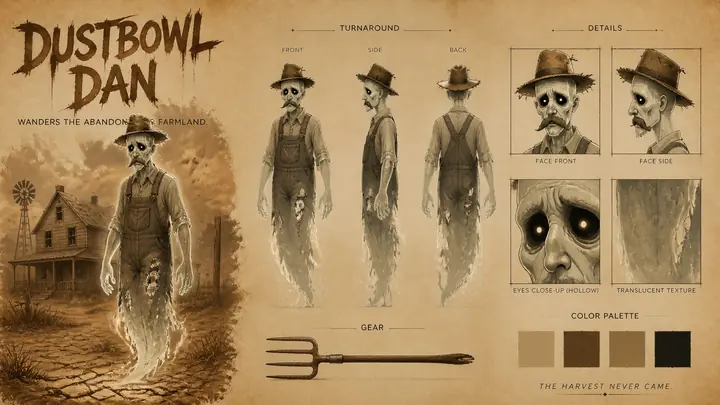 DUSTBOWL
DAN
WANDERS THE ABANDON FARMLAND.
TURNAROUND
FRONT
SIDE
BACK
GEAR
DETAILS
FACE FRONT
FACE SIDE
EYES CLOSE-UP (HOLLOW)
TRANSLUCENT TEXTURE
COLOR PALETTE
THE HARVEST NEVER CAME.